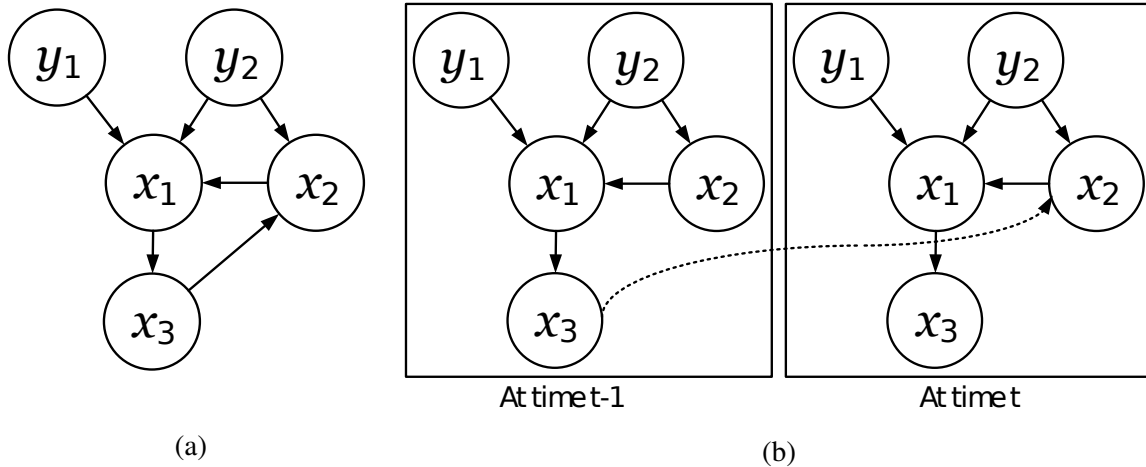 y1 y2 y1 y2 y1 y2
x1 x2 x1 x2 x1 x2
x3 x3 x3
At time t-1 At time t
(a) (b)